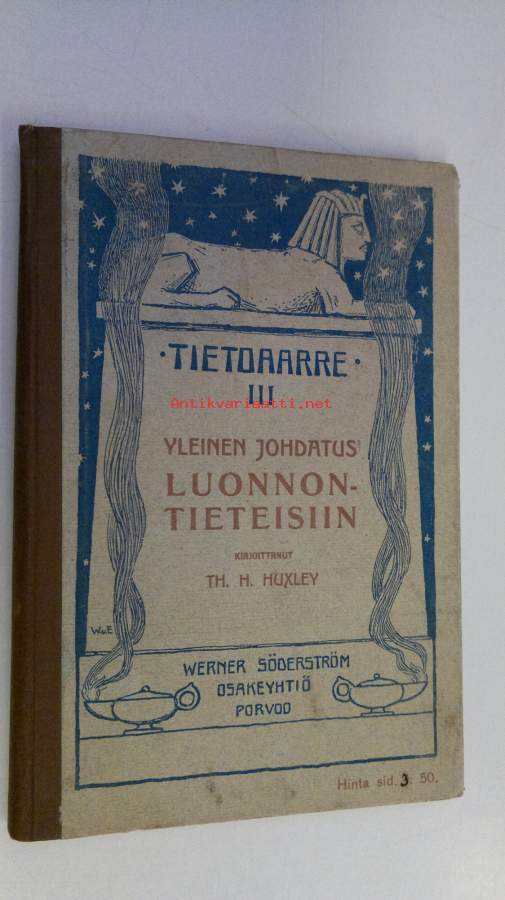 ·TIETOAARRE·
III
Antikvariaatti.net
YLEINEN JOHDATUS
LUONNON-
TIETEISIIN
KIRJOITTANUT
TH. H. HUXLEY
W.v.E
WERNER SÖDERSTRÖM
OSAKEYHTIÖ
PORVOO
Hinta sid. 3: 50.